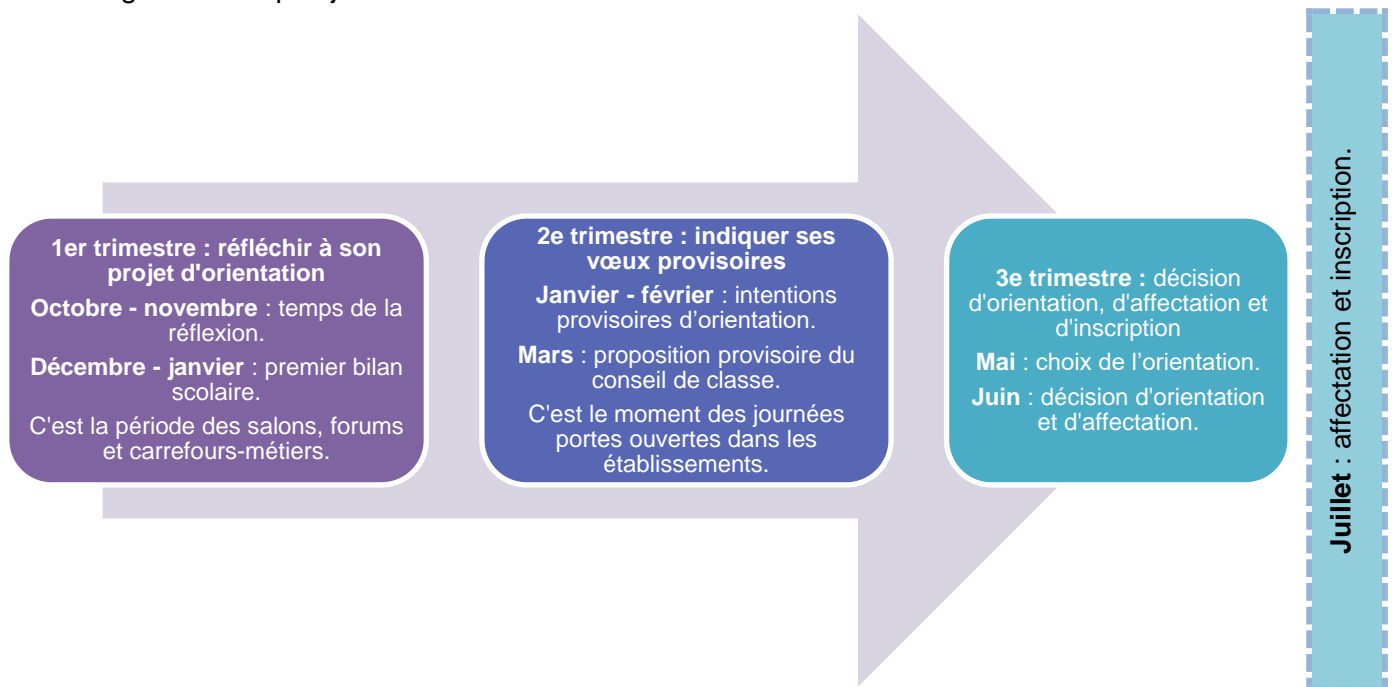 1er trimestre : réfléchir à son
projet d'orientation
Octobre - novembre : temps de la
réflexion.
Décembre - janvier : premier bilan
scolaire.
C'est la période des salons, forums
et carrefours-métiers.
2e trimestre : indiquer ses
vœux provisoires
Janvier - février : intentions
provisoires d’orientation.
Mars : proposition provisoire du
conseil de classe.
C'est le moment des journées
portes ouvertes dans les
établissements.
3e trimestre : décision
d'orientation, d'affectation et
d'inscription
Mai : choix de l’orientation.
Juin : décision d'orientation
et d'affectation.
Juillet : affectation et inscription.